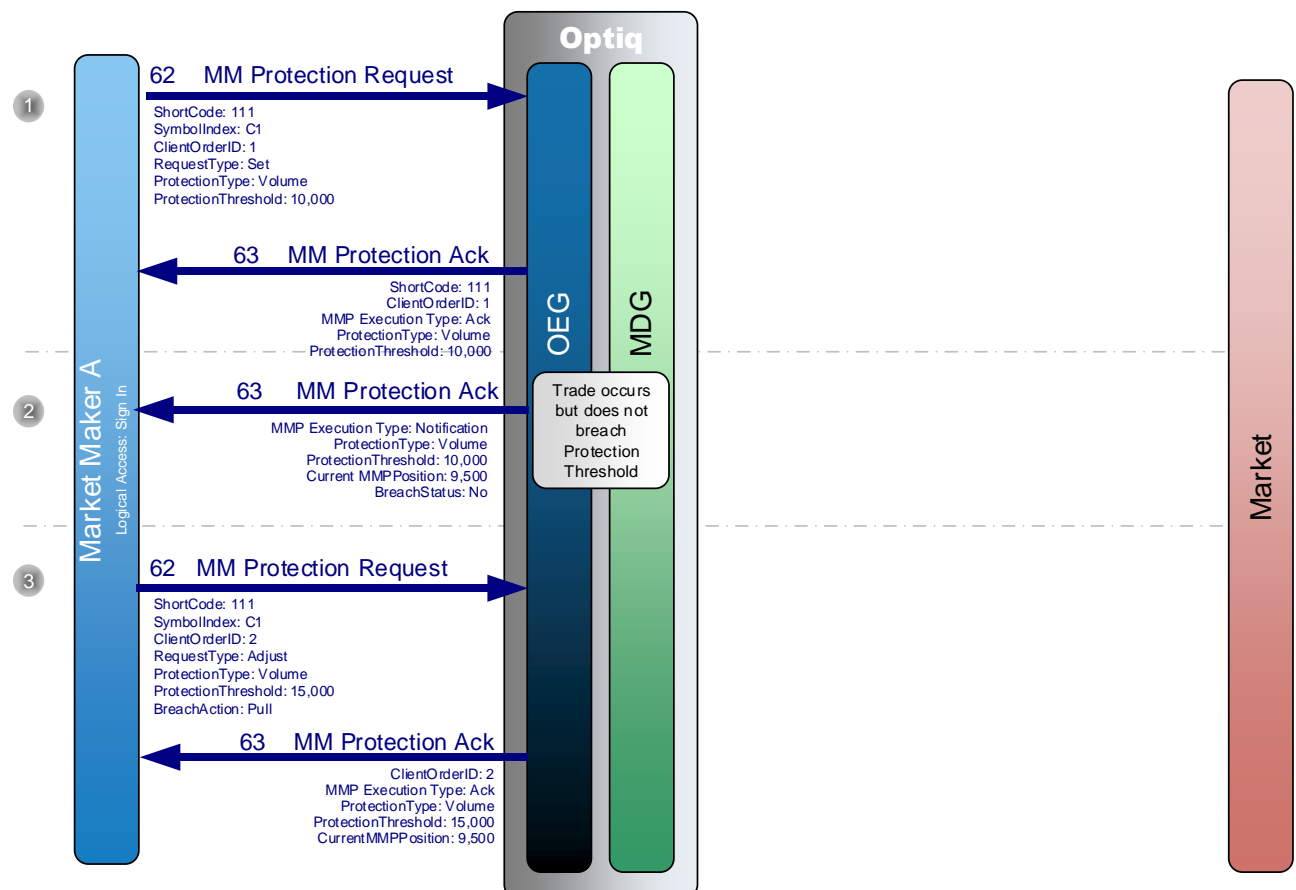 Optiq
1
62 MM Protection Request
ShortCode: 111
SymbolIndex: C1
ClientOrderID: 1
RequestType: Set
ProtectionType: Volume
ProtectionThreshold: 10,000
63 MM Protection Ack
ShortCode: 111
ClientOrderID: 1
MMP Execution Type: Ack
ProtectionType: Volume
ProtectionThreshold: 10,000
OEG
MDG
Market Maker A
Logical Access: Sign In
Market
2
63 MM Protection Ack
MMP Execution Type: Notification
ProtectionType: Volume
ProtectionThreshold: 10,000
Current MMPPosition: 9,500
BreachStatus: No
Trade occurs
but does not
breach
Protection
Threshold
3
62 MM Protection Request
ShortCode: 111
SymbolIndex: C1
ClientOrderID: 2
RequestType: Adjust
ProtectionType: Volume
ProtectionThreshold: 15,000
BreachAction: Pull
63 MM Protection Ack
ClientOrderID: 2
MMP Execution Type: Ack
ProtectionType: Volume
ProtectionThreshold: 15,000
CurrentMMPPosition: 9,500